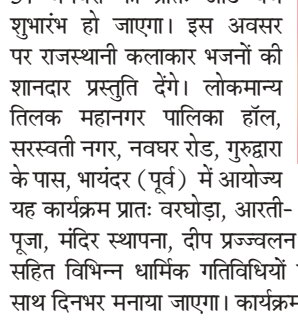 शुभारंभ हो जाएगा। इस अवसर
पर राजस्थानी कलाकार भजनों की
शानदार प्रस्तुति देंगे। लोकमान्य
तिलक महानगर पालिका हॉल,
सरस्वती नगर, नवघर रोड, गुरुद्वारा
के पास, भायंदर (पूर्व) में आयोज्य
यह कार्यक्रम प्रातः वरघोड़ा, आरती-
पूजा, मंदिर स्थापना, दीप प्रज्ज्वलन
सहित विभिन्न धार्मिक गतिविधियों
साथ दिनभर मनाया जाएगा। कार्यक्रम